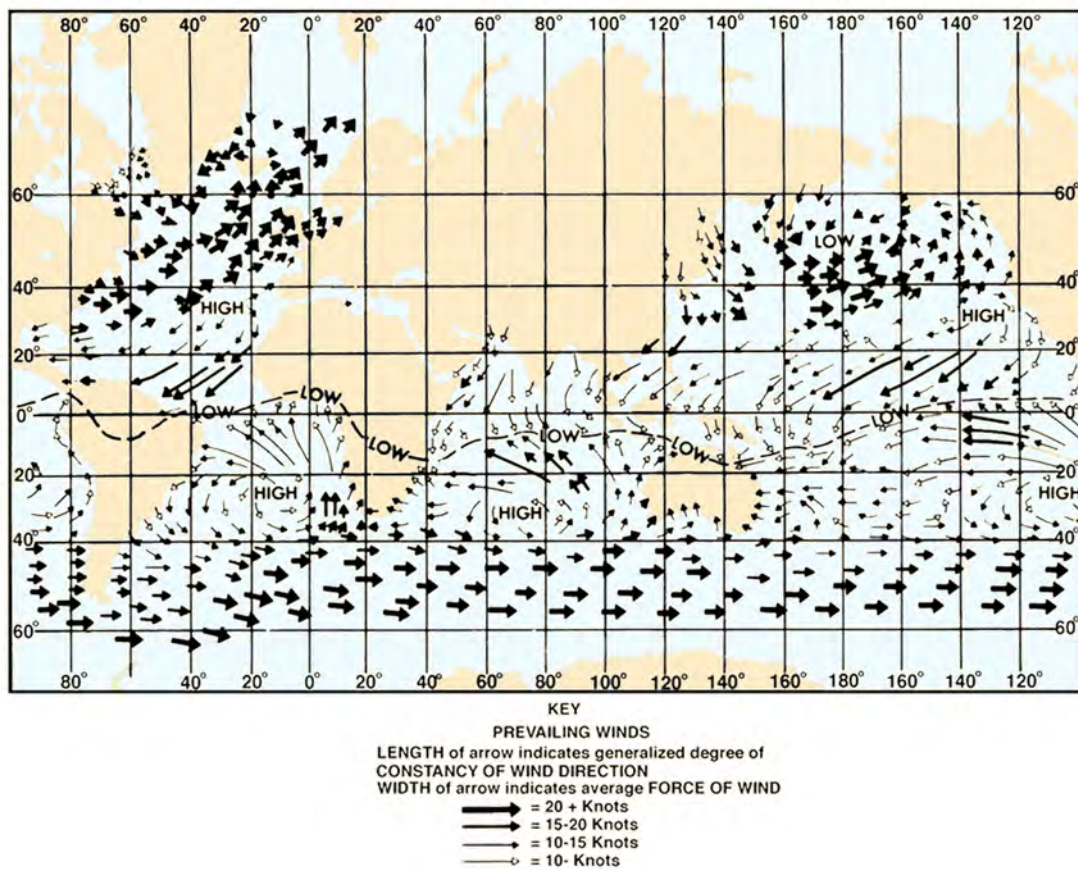 80° 60° 40° 20° 0° 20° 40° 60° 80° 100° 120° 140° 160° 180° 160° 140° 120°
60° 60°
LOW
40° HIGH HIGH 40°
20° 20°
0° LOW LOW LOW LOW LOW LOW 0°
20° HIGH HIGH HIGH 20°
40° 40°
60° 60°
80° 60° 40° 20° 0° 20° 40° 60° 80° 100° 120° 140° 160° 180° 160° 140° 120°
KEY
PREVAILING WINDS
LENGTH of arrow indicates generalized degree of
CONSTANCY OF WIND DIRECTION
WIDTH of arrow indicates average FORCE OF WIND
= 20 + Knots
= 15-20 Knots
= 10-15 Knots
= 10- Knots